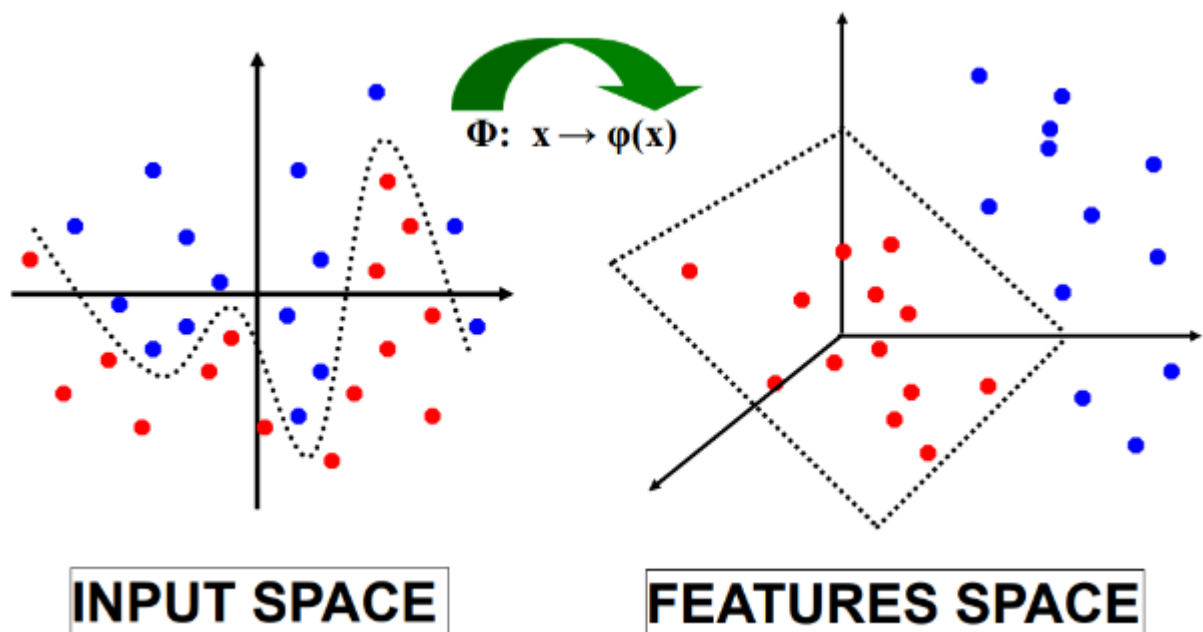 Φ: x → φ(x)
INPUT SPACE
FEATURES SPACE